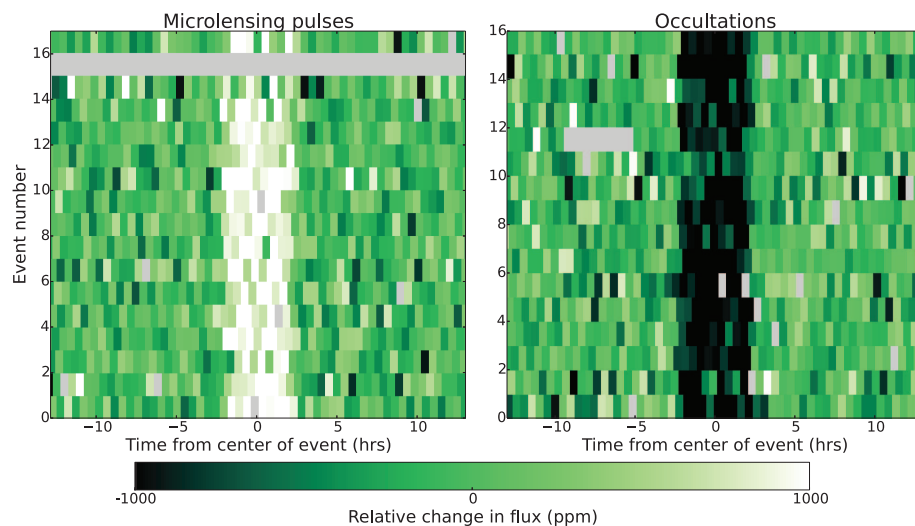 Microlensing pulses
Occultations
Event number
16
14
12
10
8
6
4
2
0
16
14
12
10
8
6
4
2
0
−10 −5 0 5 10
−10 −5 0 5 10
Time from center of event (hrs)
Time from center of event (hrs)
-1000 0 1000
Relative change in flux (ppm)